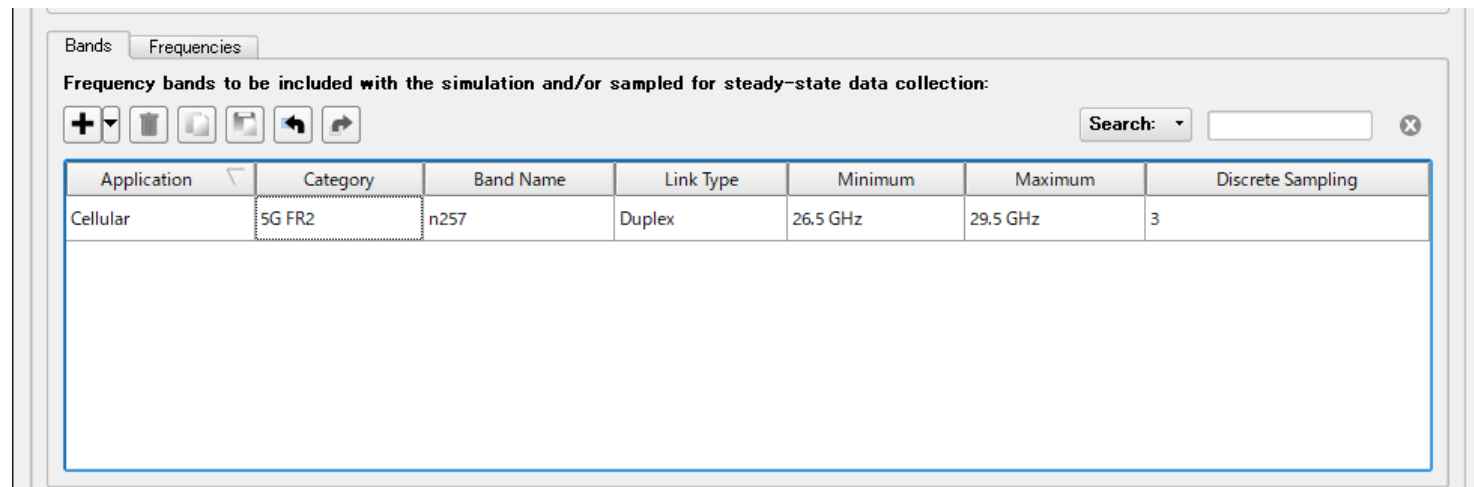 Bands Frequencies
Frequency bands to be included with the simulation and/or sampled for steady-state data collection:
Search:
Application Category Band Name Link Type Minimum Maximum Discrete Sampling
Cellular 5G FR2 n257 Duplex 26.5 GHz 29.5 GHz 3